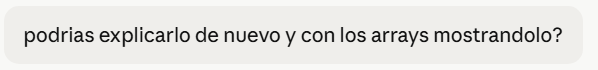 podrias explicarlo de nuevo y con los arrays mostrandolo?